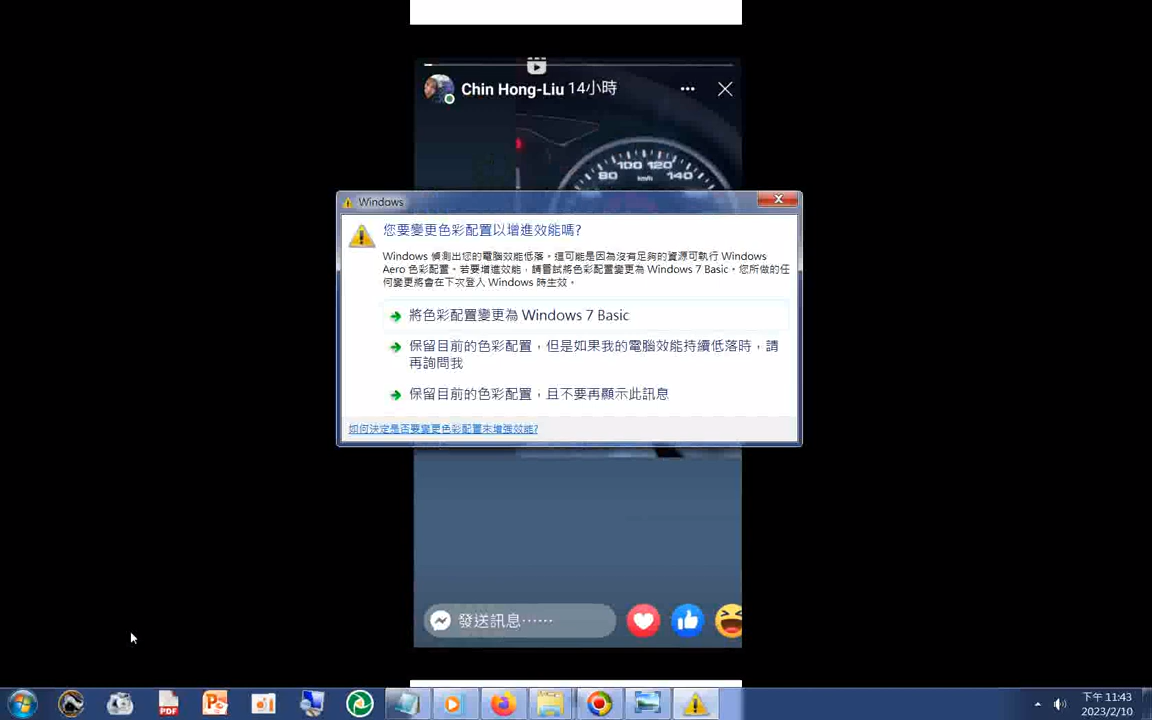 Chin Hong-Liu 14小時
80
100
120
140
km/h
Windows
您要變更色彩配置以增進效能嗎?
Windows 偵測出您的電腦效能低落。這可能是因為沒有足夠的資源可執行 Windows
Aero 色彩配置。若要增進效能，請嘗試將色彩配置變更為 Windows 7 Basic。您所做的任
何變更將會在下次登入 Windows 時生效。
將色彩配置變更為 Windows 7 Basic
保留目前的色彩配置，但是如果我的電腦效能持續低落時，請
再詢問我
保留目前的色彩配置，且不要再顯示此訊息
如何決定是否要變更色彩配置來增強效能?
發送訊息……
PDF
下午 11:43
2023/2/10